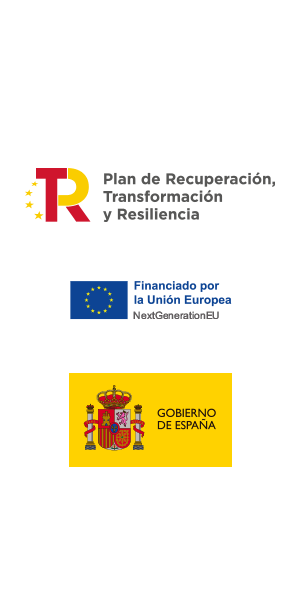 Plan de Recuperación,
Transformación
y Resiliencia
Financiado por
la Unión Europea
NextGenerationEU
GOBIERNO
DE ESPAÑA